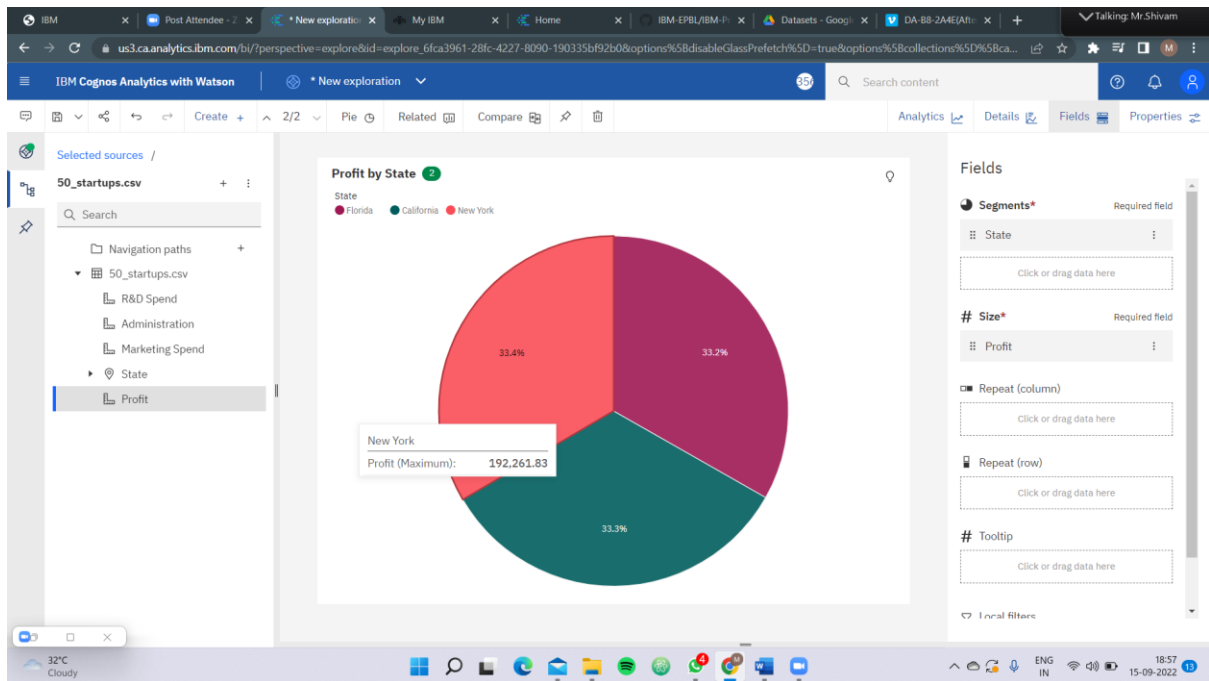 IBM
Post Attendee - Z
* New exploration
My IBM
Home
IBM-EPBL/IBM-Pr
Datasets - Googl
DA-B8-2A4E(After
Talking: Mr.Shivam
us3.ca.analytics.ibm.com/bi/?perspective=explore&id=explore_6fca3961-28fc-4227-8090-190335bf92b0&options%5BdisableGlassPrefetch%5D=true&options%5Bcollections%5D%5Bca...
M
IBM Cognos Analytics with Watson
* New exploration
Search content
Create +
2/2
Pie
Related
Compare
Analytics
Details
Fields
Properties
Selected sources /
50_startups.csv
Search
Navigation paths
50_startups.csv
R&D Spend
Administration
Marketing Spend
State
Profit
Profit by State 2
State
Florida California New York
33.4%
33.2%
33.3%
New York
Profit (Maximum): 192,261.83
Fields
Segments* Required field
State
Click or drag data here
# Size* Required field
Profit
Repeat (column)
Click or drag data here
Repeat (row)
Click or drag data here
# Tooltip
Click or drag data here
Local filters
32°C
Cloudy
ENG
IN
18:57
15-09-2022
13